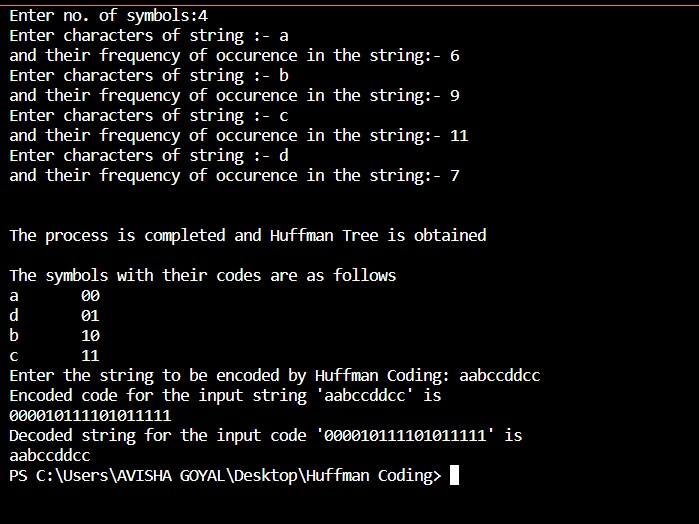 Enter no. of symbols:4
Enter characters of string :- a
and their frequency of occurence in the string:- 6
Enter characters of string :- b
and their frequency of occurence in the string:- 9
Enter characters of string :- c
and their frequency of occurence in the string:- 11
Enter characters of string :- d
and their frequency of occurence in the string:- 7
The process is completed and Huffman Tree is obtained
The symbols with their codes are as follows
a 00
d 01
b 10
c 11
Enter the string to be encoded by Huffman Coding: aabccddcc
Encoded code for the input string 'aabccddcc' is
000010111101011111
Decoded string for the input code '000010111101011111' is
aabccddcc
PS C:\Users\AVISHA GOYAL\Desktop\Huffman Coding>